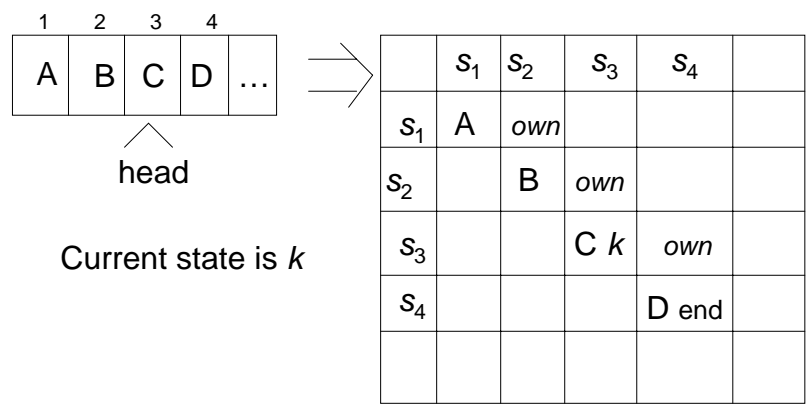 1 2 3 4
A B C D …
head
Current state is k
s1 s2 s3 s4
s1 A own
s2 B own
s3 C k own
s4 D end